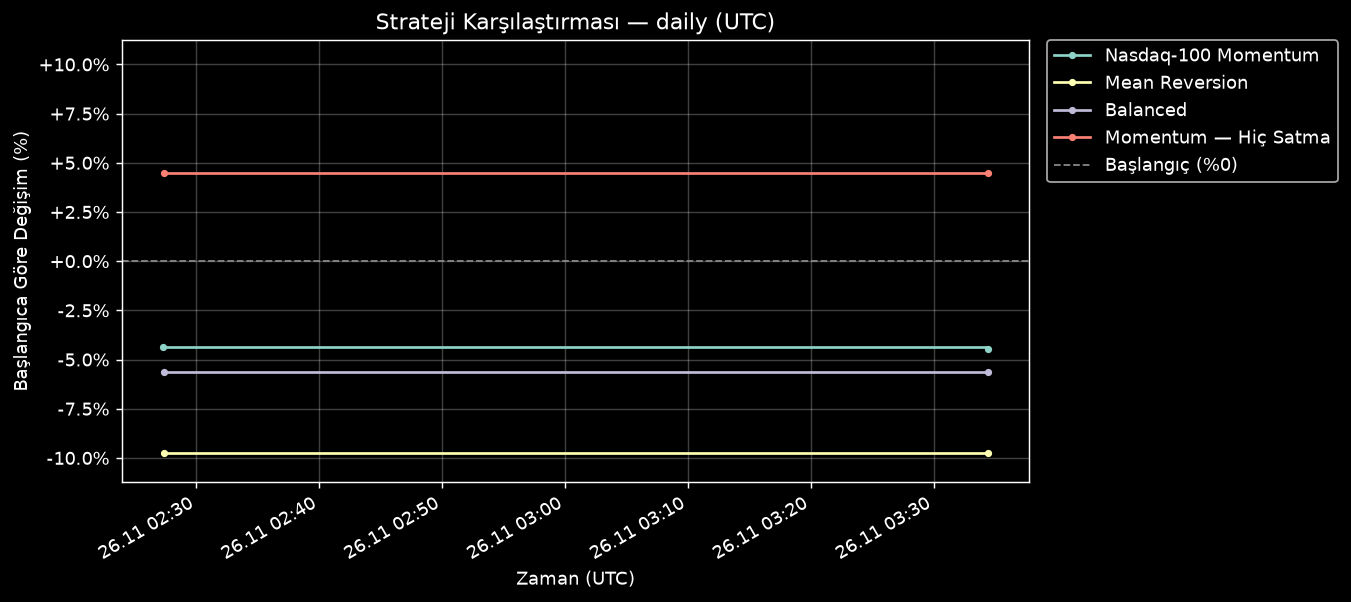 Strateji Karşılaştırması — daily (UTC)
Nasdaq-100 Momentum
Mean Reversion
Balanced
Momentum — Hiç Satma
Başlangıç (%0)
Başlangıca Göre Değişim (%)
+10.0%
+7.5%
+5.0%
+2.5%
+0.0%
-2.5%
-5.0%
-7.5%
-10.0%
26.11 02:30
26.11 02:40
26.11 02:50
26.11 03:00
26.11 03:10
26.11 03:20
26.11 03:30
Zaman (UTC)